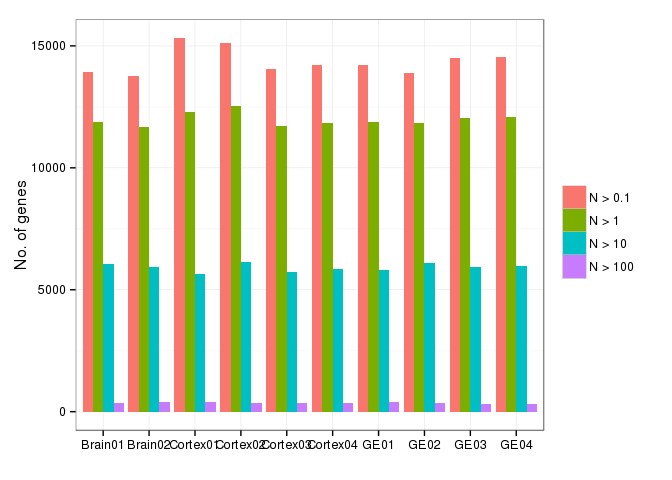 15000
10000
5000
0
No. of genes
Brain01 Brain02 Cortex01 Cortex02 Cortex03 Cortex04 GE01 GE02 GE03 GE04
N > 0.1
N > 1
N > 10
N > 100